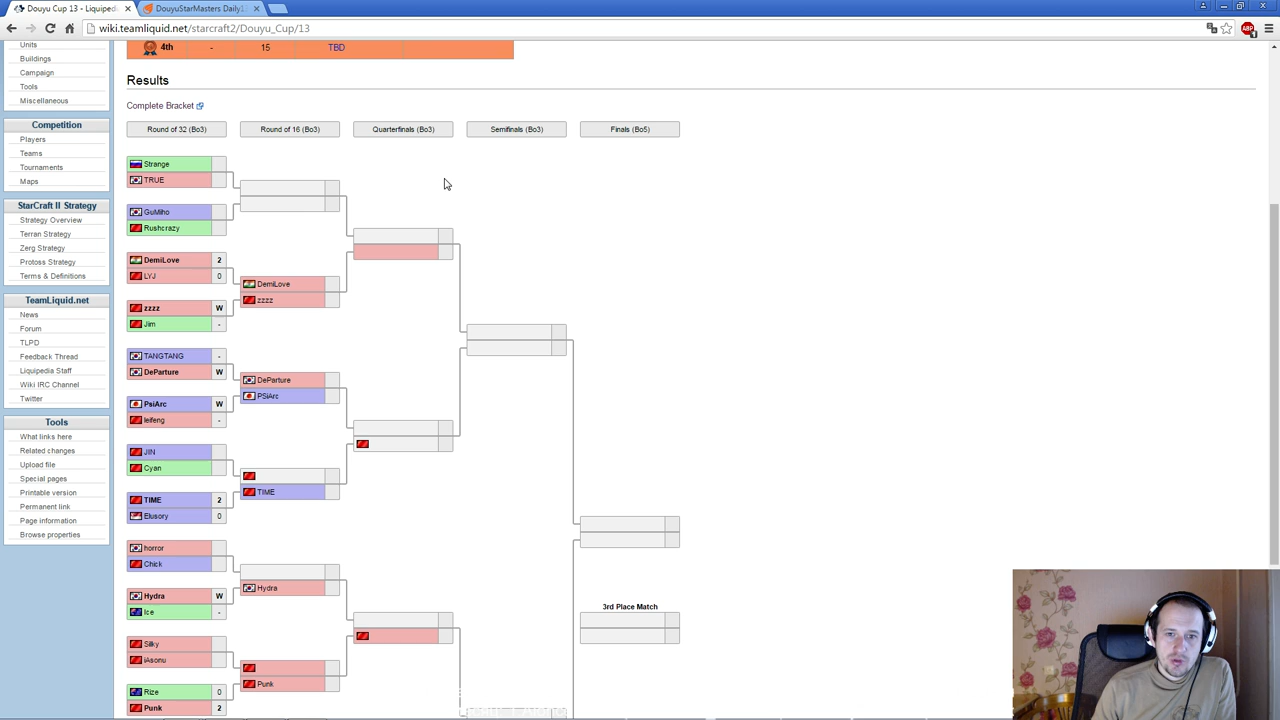 Douyu Cup 13 - Liquipedi
DouyuStarMasters Daily
wiki.teamliquid.net/starcraft2/Douyu_Cup/13
Units
Buildings
Campaign
Tools
Miscellaneous
Competition
Players
Teams
Tournaments
Maps
StarCraft II Strategy
Strategy Overview
Terran Strategy
Zerg Strategy
Protoss Strategy
Terms & Definitions
TeamLiquid.net
News
Forum
TLPD
Feedback Thread
Liquipedia Staff
Wiki IRC Channel
Twitter
Tools
What links here
Related changes
Upload file
Special pages
Printable version
Permanent link
Page information
Browse properties
4th - 15 TBD
Results
Complete Bracket
Round of 32 (Bo3) Round of 16 (Bo3) Quarterfinals (Bo3) Semifinals (Bo3) Finals (Bo5)
Strange
TRUE
GuMiho
Rushcrazy
DemiLove 2
LYJ 0
zzzz W
Jim -
TANGTANG -
DeParture W
PsiArc W
leifeng -
JIN
Cyan
TIME 2
Elusory 0
horror
Chick
Hydra W
Ice -
Silky
iAsonu
Rize 0
Punk 2
DemiLove
zzzz
DeParture
PSiArc
TIME
Hydra
Punk
3rd Place Match